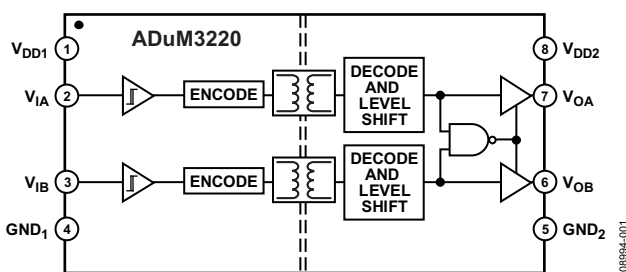 ADuM3220
VDD1 1
8 VDD2
VIA 2
ENCODE
DECODE
AND
LEVEL
SHIFT
7 VOA
VIB 3
ENCODE
DECODE
AND
LEVEL
SHIFT
6 VOB
GND1 4
5 GND2
08994-001